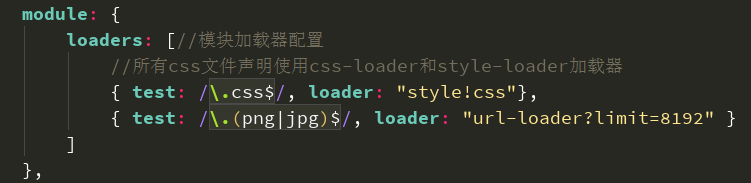 module: {
loaders: [//模块加载器配置
//所有css文件声明使用css-loader和style-loader加载器
{ test: /\.css$/, loader: "style!css"},
{ test: /\.(png|jpg)$/, loader: "url-loader?limit=8192" }
]
},